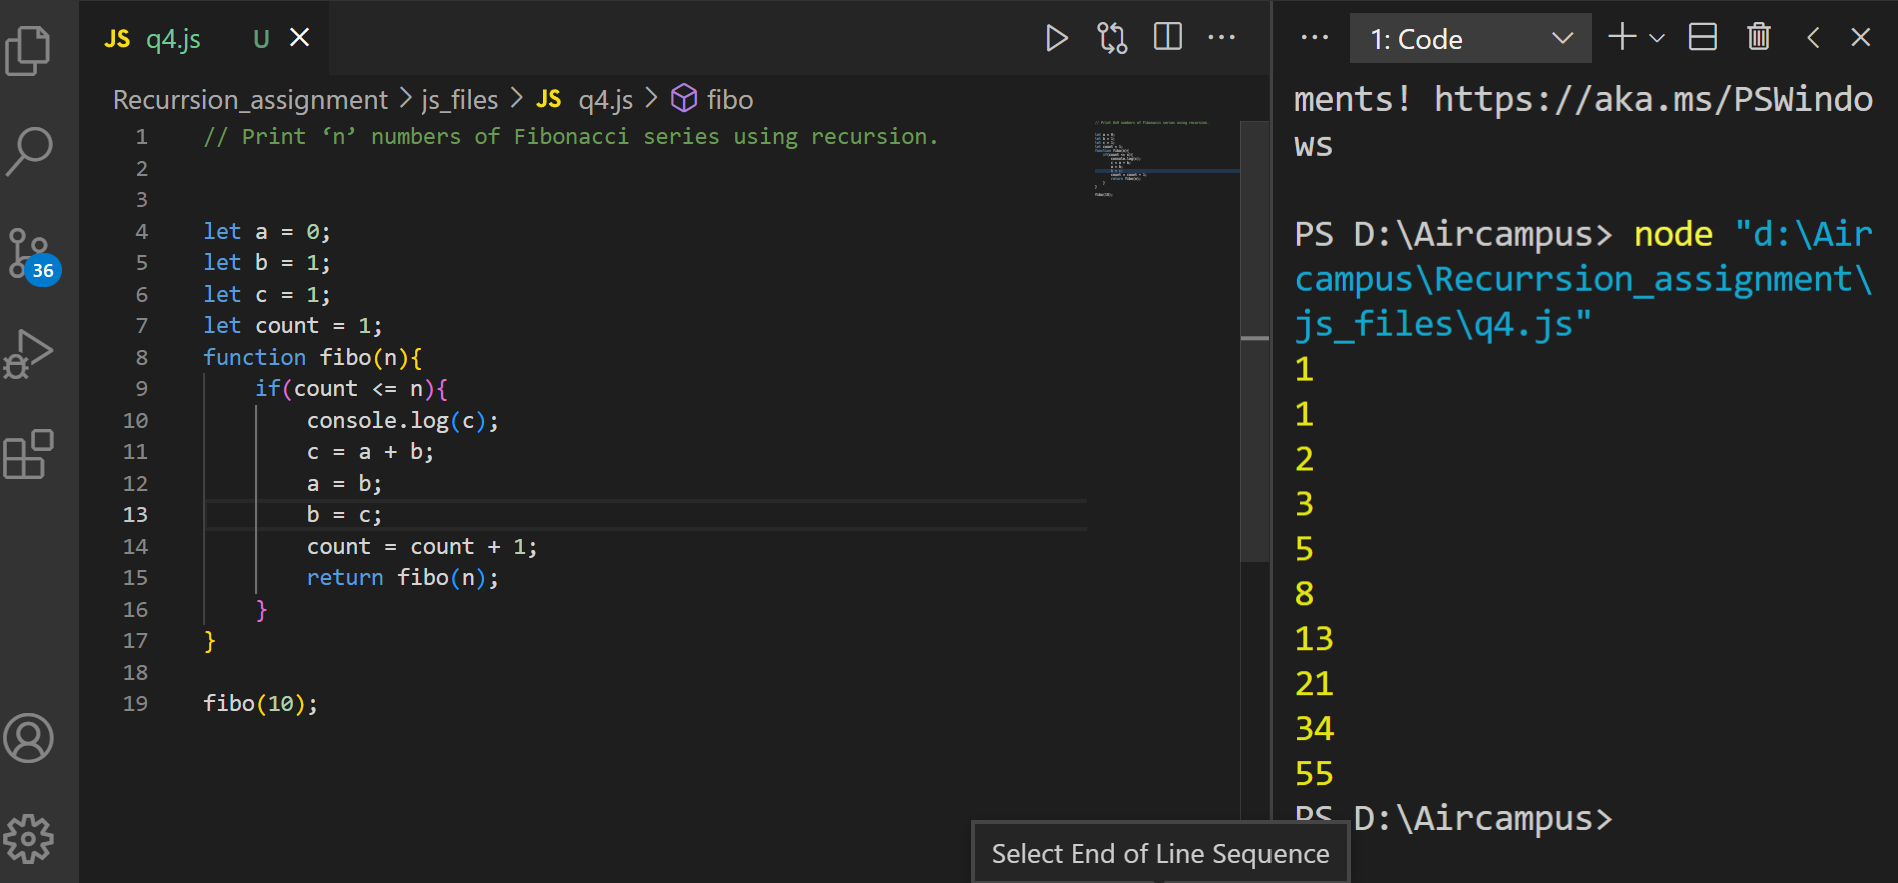 JS q4.js U
Recurrsion_assignment > js_files > JS q4.js > fibo
1 // Print ‘n’ numbers of Fibonacci series using recursion.
2
3
4 let a = 0;
5 let b = 1;
6 let c = 1;
7 let count = 1;
8 function fibo(n){
9 if(count <= n){
10 console.log(c);
11 c = a + b;
12 a = b;
13 b = c;
14 count = count + 1;
15 return fibo(n);
16 }
17 }
18
19 fibo(10);
36
Select End of Line Sequence
1: Code
ments! https://aka.ms/PSWindo
ws
PS D:\Aircampus> node "d:\Air
campus\Recurrsion_assignment\
js_files\q4.js"
1
1
2
3
5
8
13
21
34
55
PS D:\Aircampus>